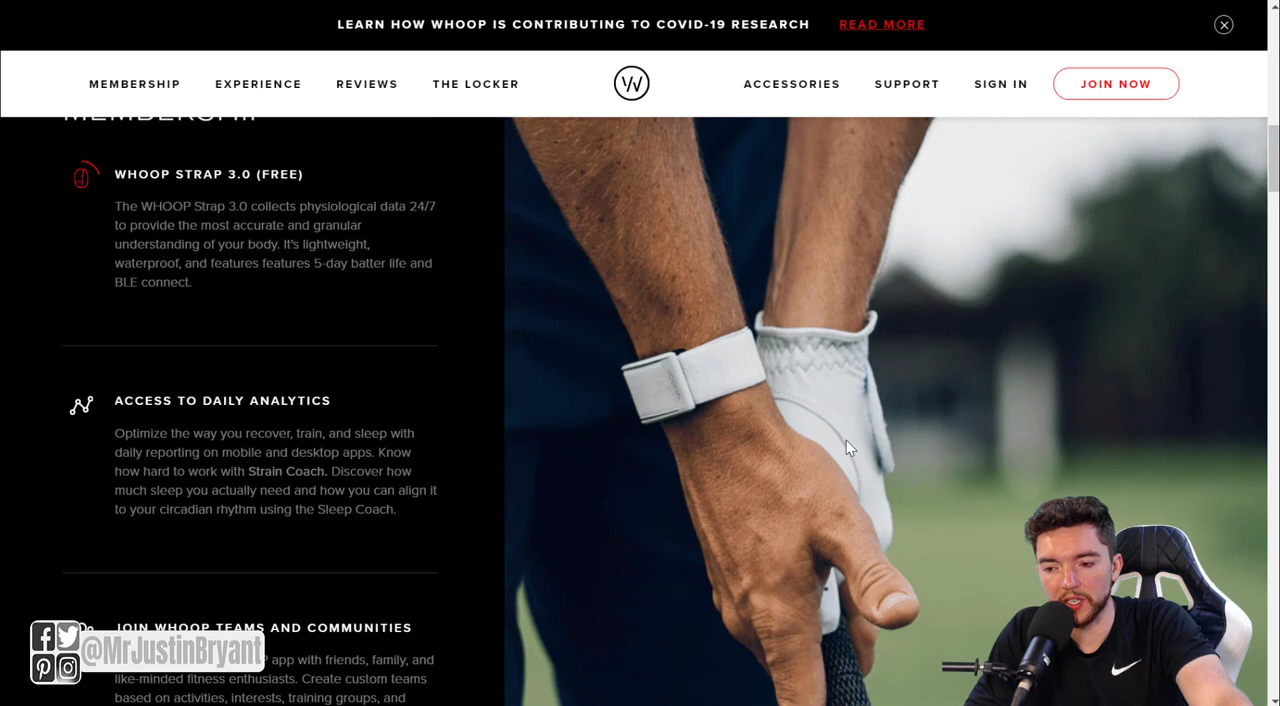 LEARN HOW WHOOP IS CONTRIBUTING TO COVID-19 RESEARCH READ MORE
MEMBERSHIP EXPERIENCE REVIEWS THE LOCKER W ACCESSORIES SUPPORT SIGN IN JOIN NOW
MEMBERSHIP
WHOOP STRAP 3.0 (FREE)
The WHOOP Strap 3.0 collects physiological data 24/7
to provide the most accurate and granular
understanding of your body. It's lightweight,
waterproof, and features features 5-day batter life and
BLE connect.
ACCESS TO DAILY ANALYTICS
Optimize the way you recover, train, and sleep with
daily reporting on mobile and desktop apps. Know
how hard to work with Strain Coach. Discover how
much sleep you actually need and how you can align it
to your circadian rhythm using the Sleep Coach.
JOIN WHOOP TEAMS AND COMMUNITIES
app with friends, family, and
like-minded fitness enthusiasts. Create custom teams
based on activities, interests, training groups, and
@MrJustinBryant